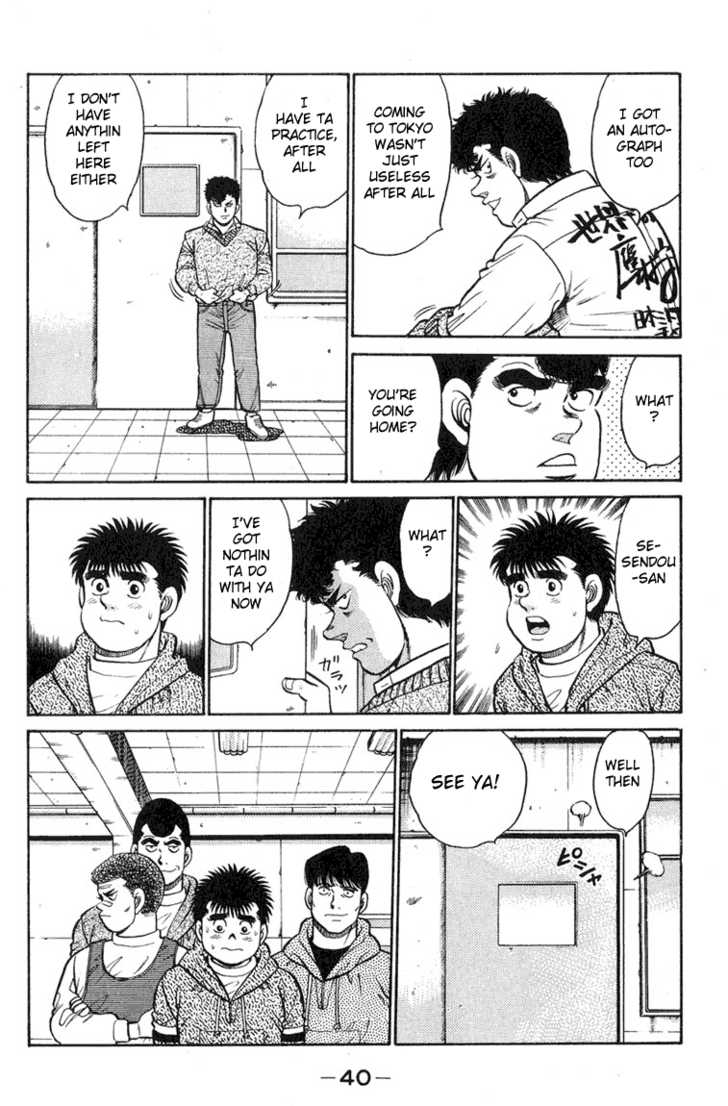 I GOT
AN AUTO-
GRAPH
TOO
COMING
TO TOKYO
WASN'T
JUST
USELESS
AFTER ALL
I
HAVE TA
PRACTICE,
AFTER
ALL
I DON'T
HAVE
ANYTHIN
LEFT
HERE
EITHER
WHAT
?
YOU'RE
GOING
HOME?
SE-
SENDOU
-SAN
WHAT
?
I'VE
GOT
NOTHIN
TA DO
WITH YA
NOW
ガラッ
WELL
THEN
SEE YA!
ピシャ
—40—